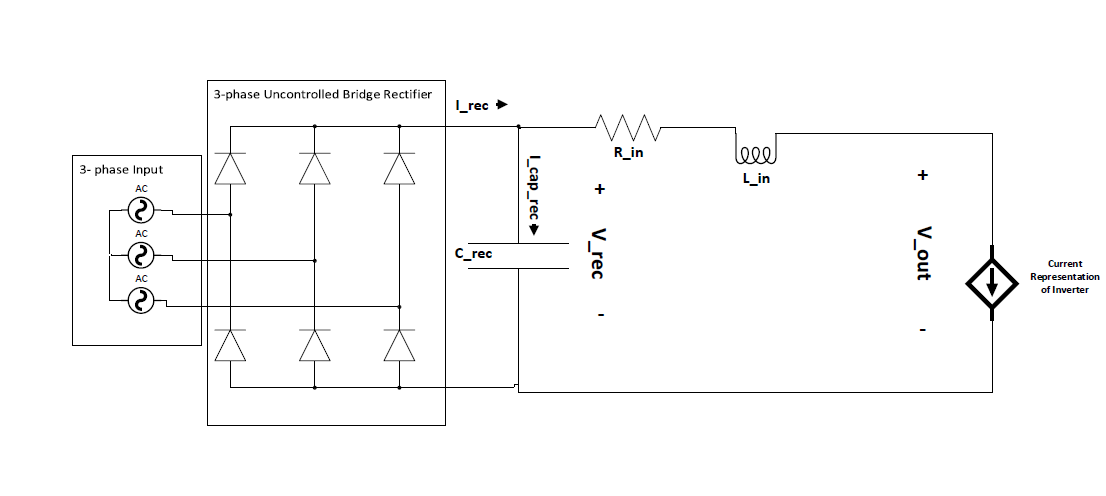 3-phase Uncontrolled Bridge Rectifier
I_rec
3- phase Input
AC
AC
AC
R_in
L_in
I_cap_rec
C_rec
+
V_rec
-
+
V_out
-
Current
Representation
of Inverter